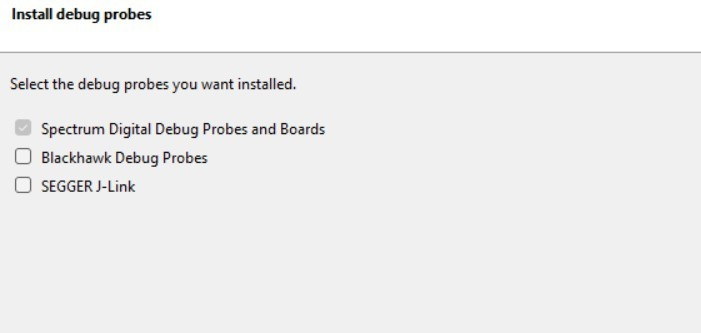 Install debug probes
Select the debug probes you want installed.
Spectrum Digital Debug Probes and Boards
Blackhawk Debug Probes
SEGGER J-Link